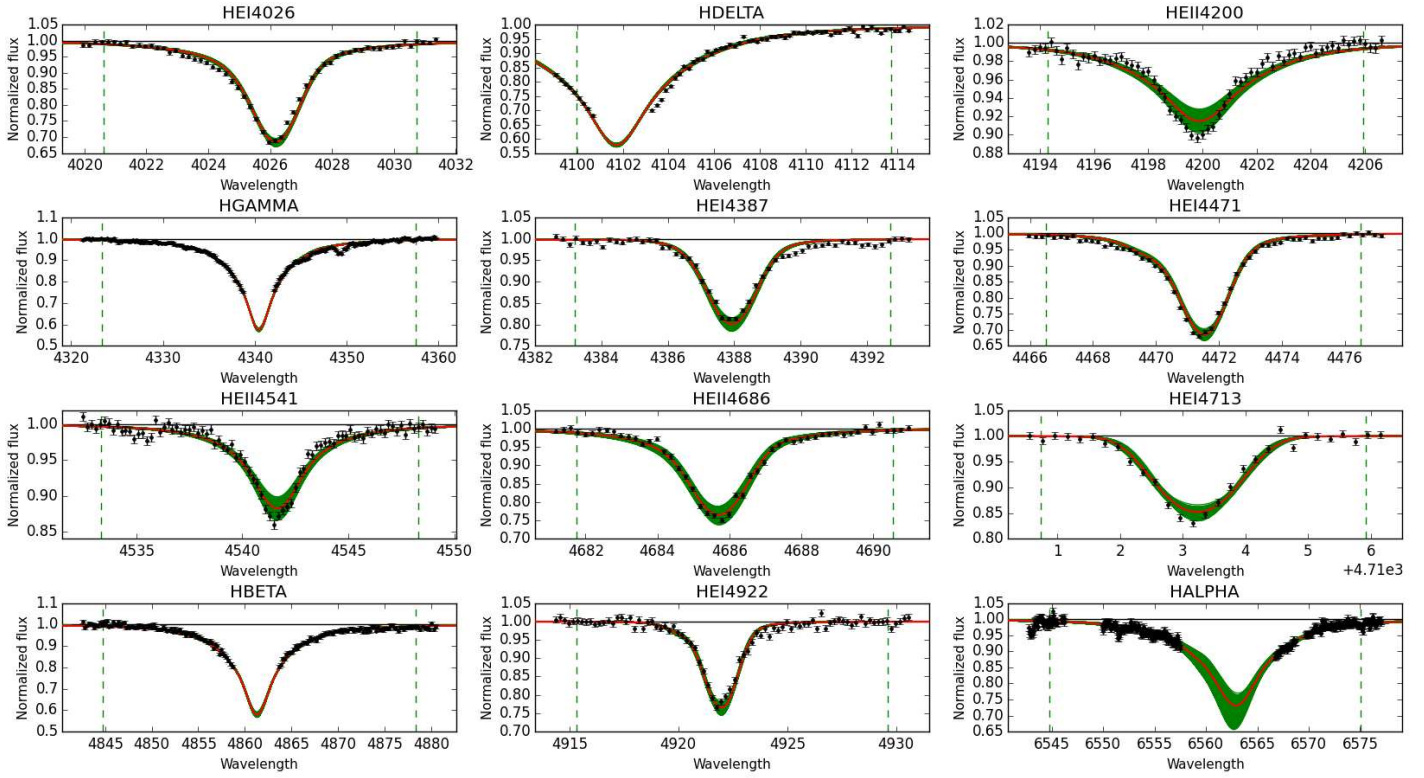 HEI4026
HDELTA
HEII4200
Normalized flux
1.05
1.00
0.95
0.90
0.85
0.80
0.75
0.70
0.65
4020 4022 4024 4026 4028 4030 4032
Wavelength
Normalized flux
1.00
0.95
0.90
0.85
0.80
0.75
0.70
0.65
0.60
0.55
4100 4102 4104 4106 4108 4110 4112 4114
Wavelength
Normalized flux
1.02
1.00
0.98
0.96
0.94
0.92
0.90
0.88
4194 4196 4198 4200 4202 4204 4206
Wavelength
HGAMMA
HEI4387
HEI4471
Normalized flux
1.1
1.0
0.9
0.8
0.7
0.6
0.5
4320 4330 4340 4350 4360
Wavelength
Normalized flux
1.05
1.00
0.95
0.90
0.85
0.80
0.75
4382 4384 4386 4388 4390 4392
Wavelength
Normalized flux
1.05
1.00
0.95
0.90
0.85
0.80
0.75
0.70
0.65
4466 4468 4470 4472 4474 4476
Wavelength
HEII4541
HEII4686
HEI4713
Normalized flux
1.00
0.95
0.90
0.85
4535 4540 4545 4550
Wavelength
Normalized flux
1.05
1.00
0.95
0.90
0.85
0.80
0.75
0.70
4682 4684 4686 4688 4690
Wavelength
Normalized flux
1.05
1.00
0.95
0.90
0.85
0.80
1 2 3 4 5 6
Wavelength
+4.71e3
HBETA
HEI4922
HALPHA
Normalized flux
1.1
1.0
0.9
0.8
0.7
0.6
0.5
4845 4850 4855 4860 4865 4870 4875 4880
Wavelength
Normalized flux
1.05
1.00
0.95
0.90
0.85
0.80
0.75
0.70
4915 4920 4925 4930
Wavelength
Normalized flux
1.05
1.00
0.95
0.90
0.85
0.80
0.75
0.70
0.65
6545 6550 6555 6560 6565 6570 6575
Wavelength